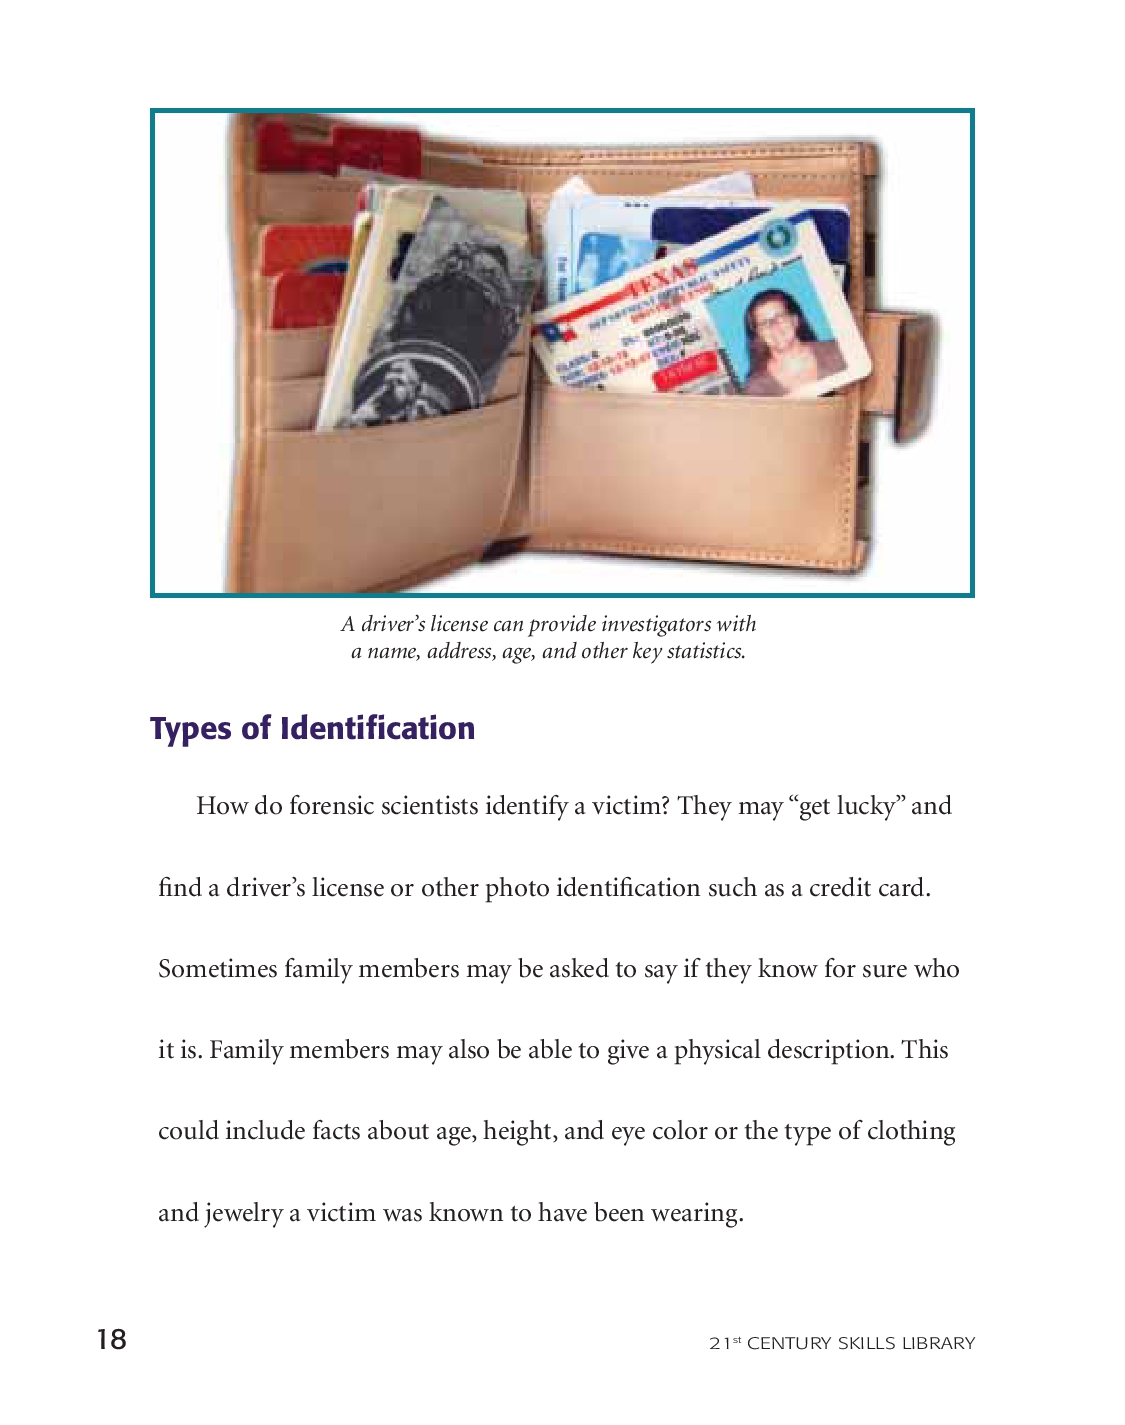 TEXAS
A driver’s license can provide investigators with
a name, address, age, and other key statistics.
Types of Identification
How do forensic scientists identify a victim? They may “get lucky” and
find a driver’s license or other photo identification such as a credit card.
Sometimes family members may be asked to say if they know for sure who
it is. Family members may also be able to give a physical description. This
could include facts about age, height, and eye color or the type of clothing
and jewelry a victim was known to have been wearing.
18
21st CENTURY SKILLS LIBRARY